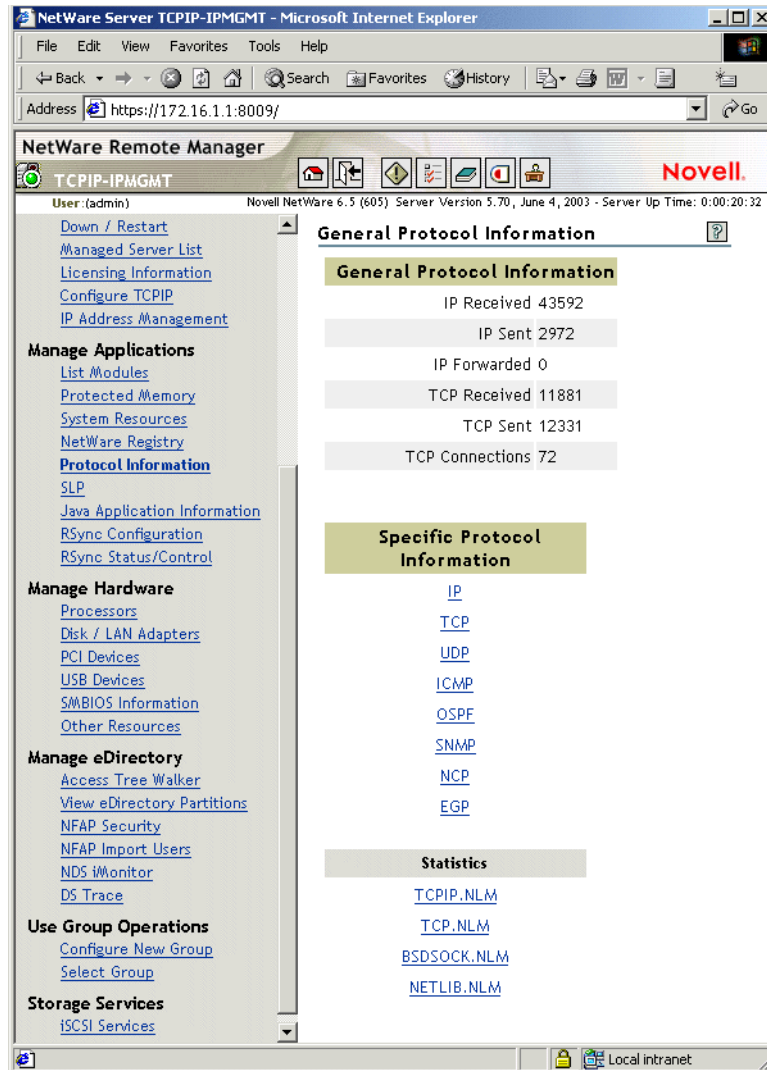 NetWare Server TCPIP-IPMGMT - Microsoft Internet Explorer
File Edit View Favorites Tools Help
Back Search Favorites History
Address https://172.16.1.1:8009/ Go
NetWare Remote Manager
TCPIP-IPMGMT
Novell.
User:(admin) Novell NetWare 6.5 (605) Server Version 5.70, June 4, 2003 - Server Up Time: 0:00:20:32
Down / Restart
Managed Server List
Licensing Information
Configure TCPIP
IP Address Management
Manage Applications
List Modules
Protected Memory
System Resources
NetWare Registry
Protocol Information
SLP
Java Application Information
RSync Configuration
RSync Status/Control
Manage Hardware
Processors
Disk / LAN Adapters
PCI Devices
USB Devices
SMBIOS Information
Other Resources
Manage eDirectory
Access Tree Walker
View eDirectory Partitions
NFAP Security
NFAP Import Users
NDS iMonitor
DS Trace
Use Group Operations
Configure New Group
Select Group
Storage Services
iSCSI Services
General Protocol Information
?
General Protocol Information
IP Received 43592
IP Sent 2972
IP Forwarded 0
TCP Received 11881
TCP Sent 12331
TCP Connections 72
Specific Protocol
Information
IP
TCP
UDP
ICMP
OSPF
SNMP
NCP
EGP
Statistics
TCPIP.NLM
TCP.NLM
BSDSOCK.NLM
NETLIB.NLM
Local intranet